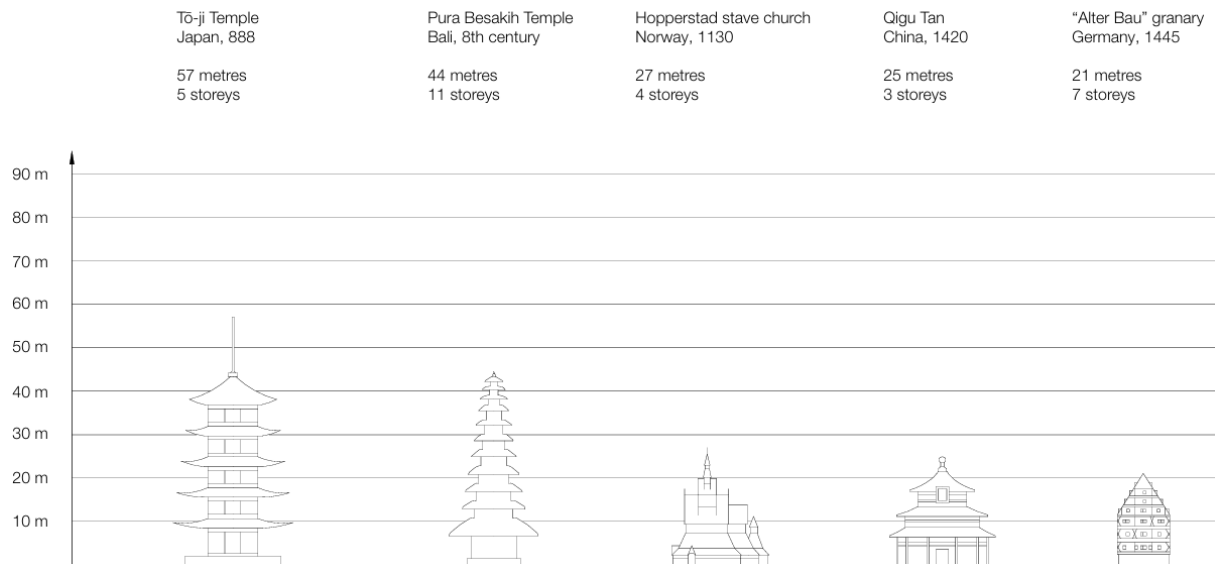 Tō-ji Temple
Japan, 888
57 metres
5 storeys
Pura Besakih Temple
Bali, 8th century
44 metres
11 storeys
Hopperstad stave church
Norway, 1130
27 metres
4 storeys
Qigu Tan
China, 1420
25 metres
3 storeys
“Alter Bau” granary
Germany, 1445
21 metres
7 storeys
90 m
80 m
70 m
60 m
50 m
40 m
30 m
20 m
10 m